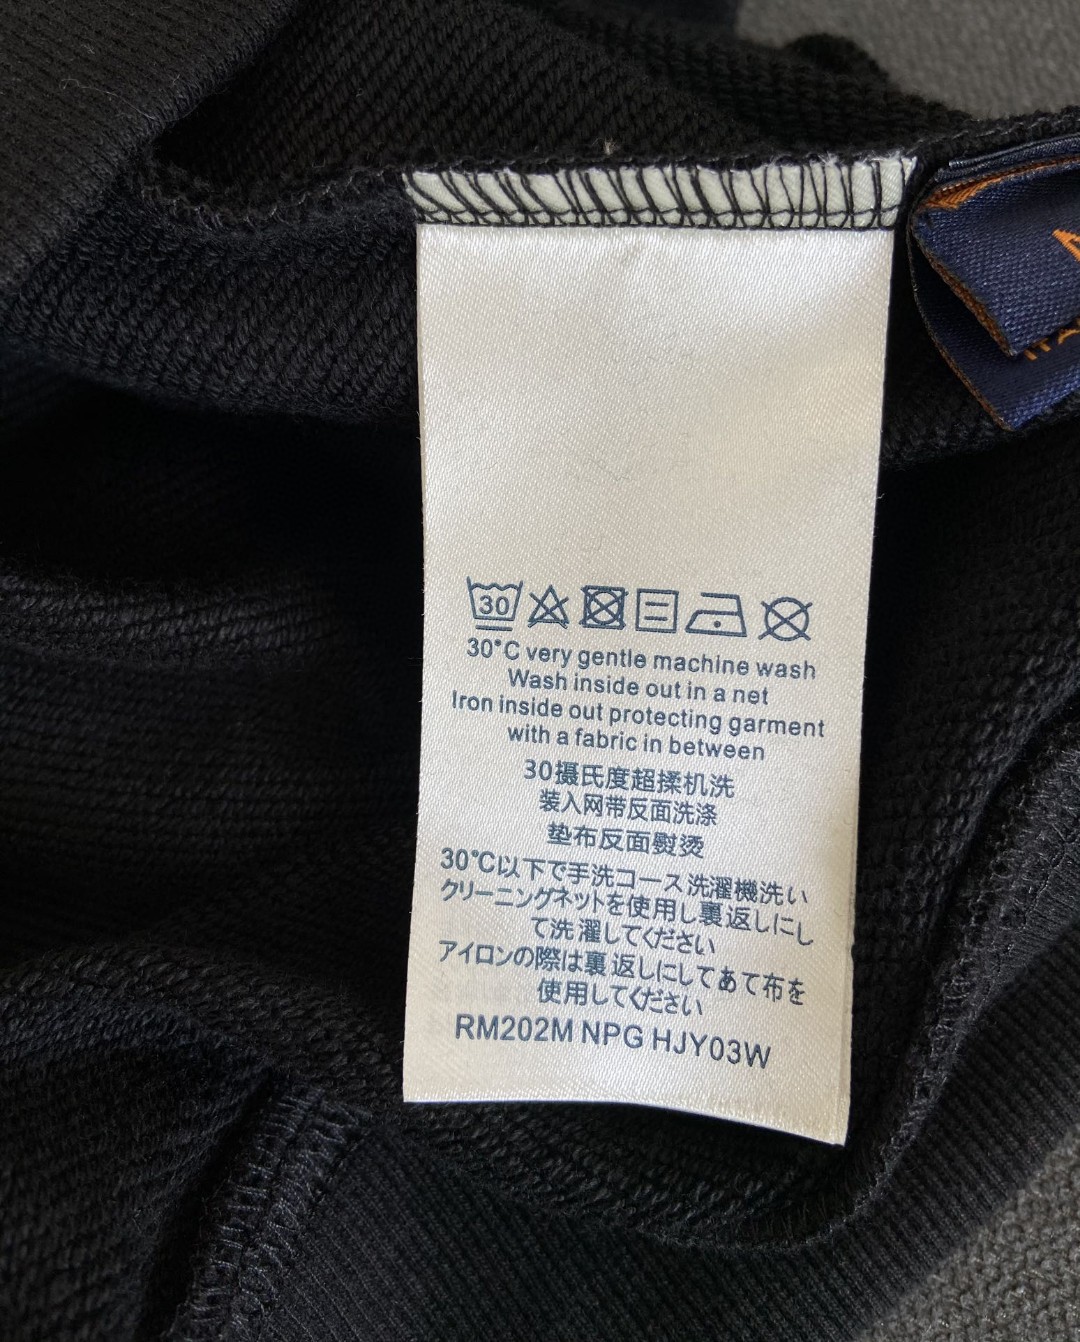 30
30°C very gentle machine wash
Wash inside out in a net
Iron inside out protecting garment
with a fabric in between
30摄氏度超揉机洗
装入网带反面洗涤
垫布反面熨烫
30℃以下で手洗コース洗濯機洗い
クリーニングネットを使用し裏返しにし
て洗濯してください
アイロンの際は裏返しにしてあて布を
使用してください
RM202M NPG HJY03W